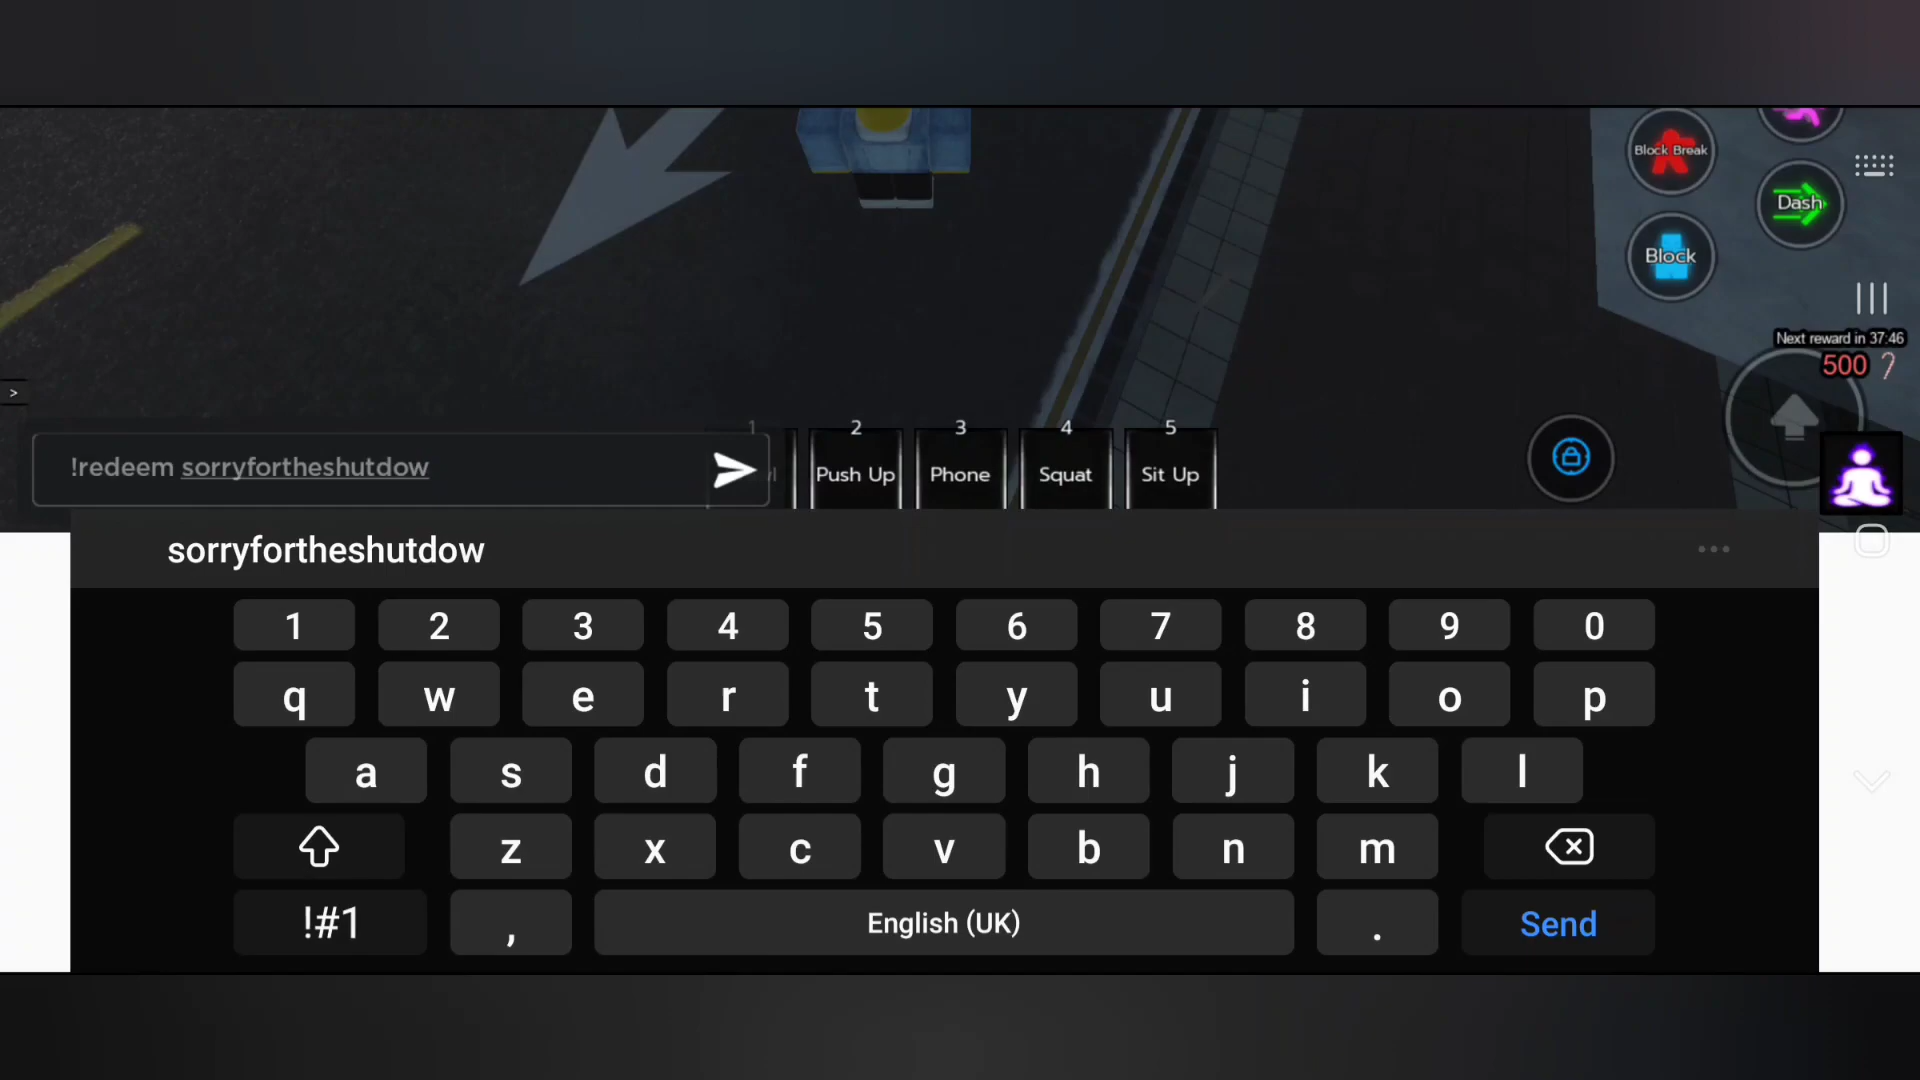 Block Break
Dash
Block
Next reward in 37:46
500
>
1 2 3 4 5
!redeem sorryfortheshutdow
Push Up Phone Squat Sit Up
sorryfortheshutdow
1 2 3 4 5 6 7 8 9 0
q w e r t y u i o p
a s d f g h j k l
z x c v b n m
!#1 , English (UK) . Send